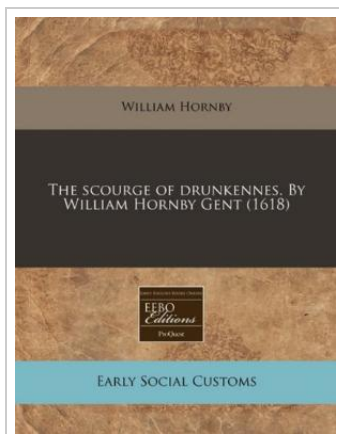 WILLIAM HORNBY
THE SCOURGE OF DRUNKENNES. BY
WILLIAM HORNBY GENT (1618)
EEBO
Editions
ProQuest
EARLY SOCIAL CUSTOMS